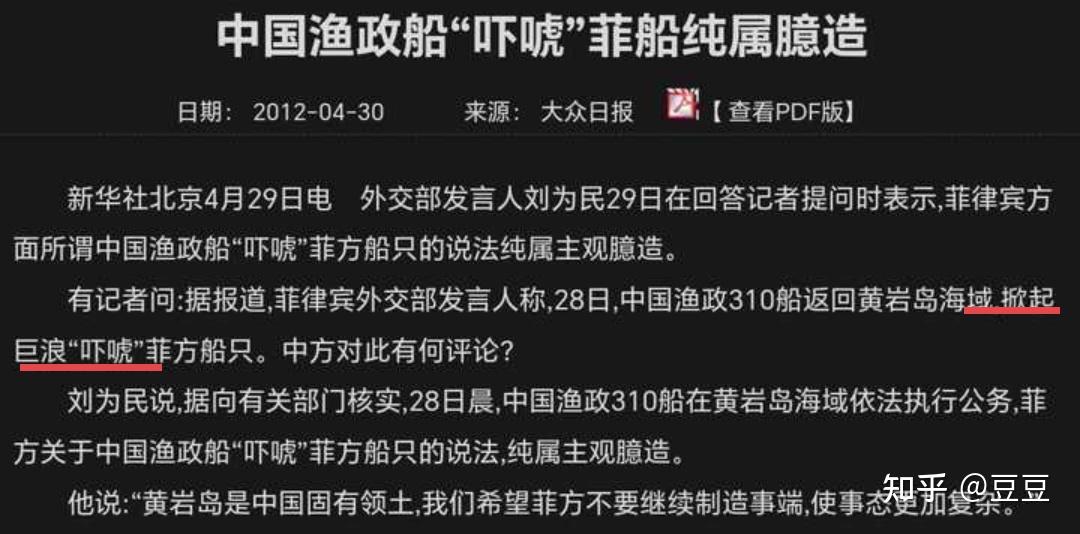 中国渔政船“吓唬”菲船纯属臆造
日期： 2012-04-30 来源： 大众日报 【 查看PDF版】
新华社北京4月29日电 外交部发言人刘为民29日在回答记者提问时表示,菲律宾方
面所谓中国渔政船“吓唬”菲方船只的说法纯属主观臆造。
有记者问:据报道,菲律宾外交部发言人称,28日,中国渔政310船返回黄岩岛海域,掀起
巨浪“吓唬”菲方船只。中方对此有何评论?
刘为民说,据向有关部门核实,28日晨,中国渔政310船在黄岩岛海域依法执行公务,菲
方关于中国渔政船“吓唬”菲方船只的说法,纯属主观臆造。
他说:“黄岩岛是中国固有领土,我们希望菲方不要继续制造事端,使事态更加复杂。”
知乎 @豆豆